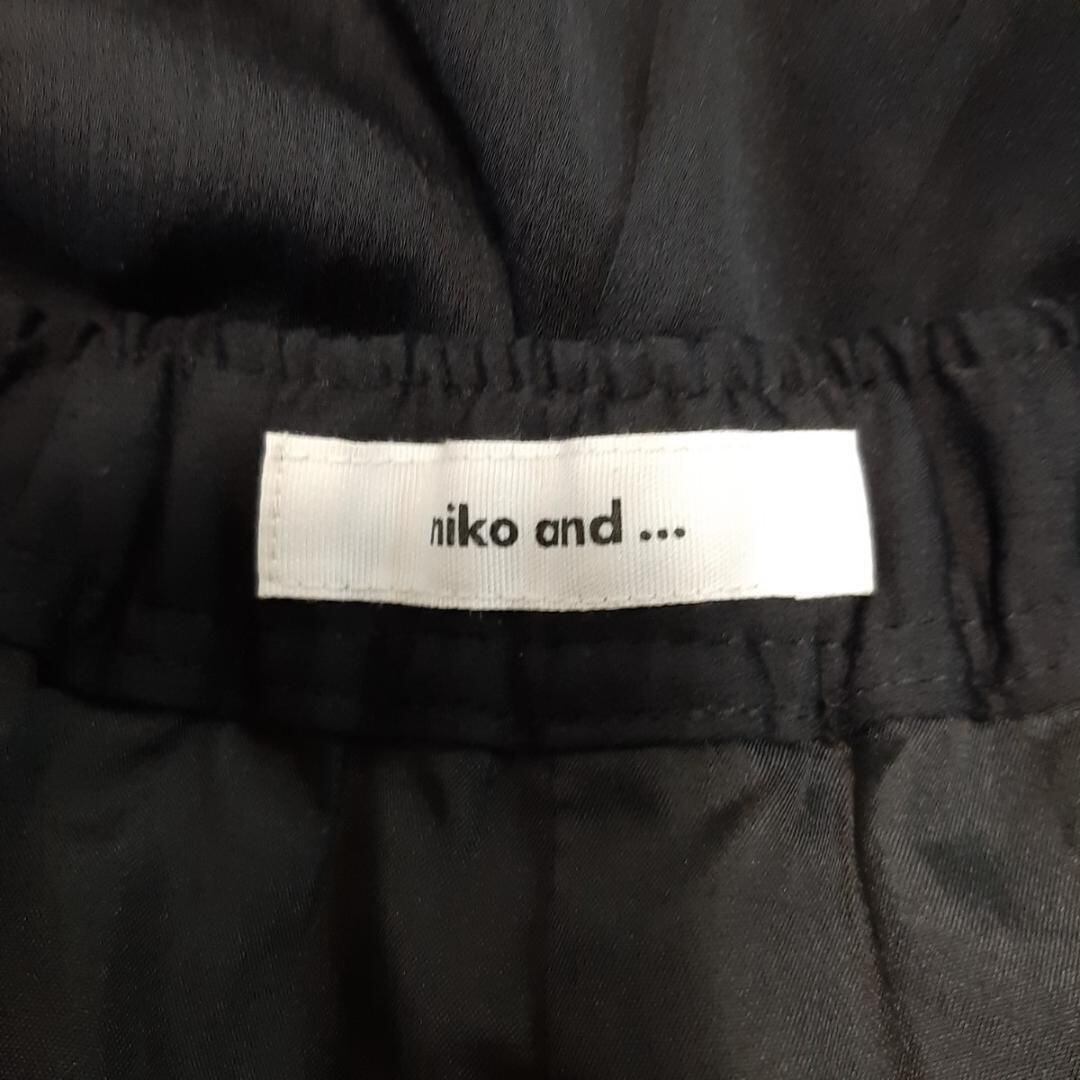 niko and ...